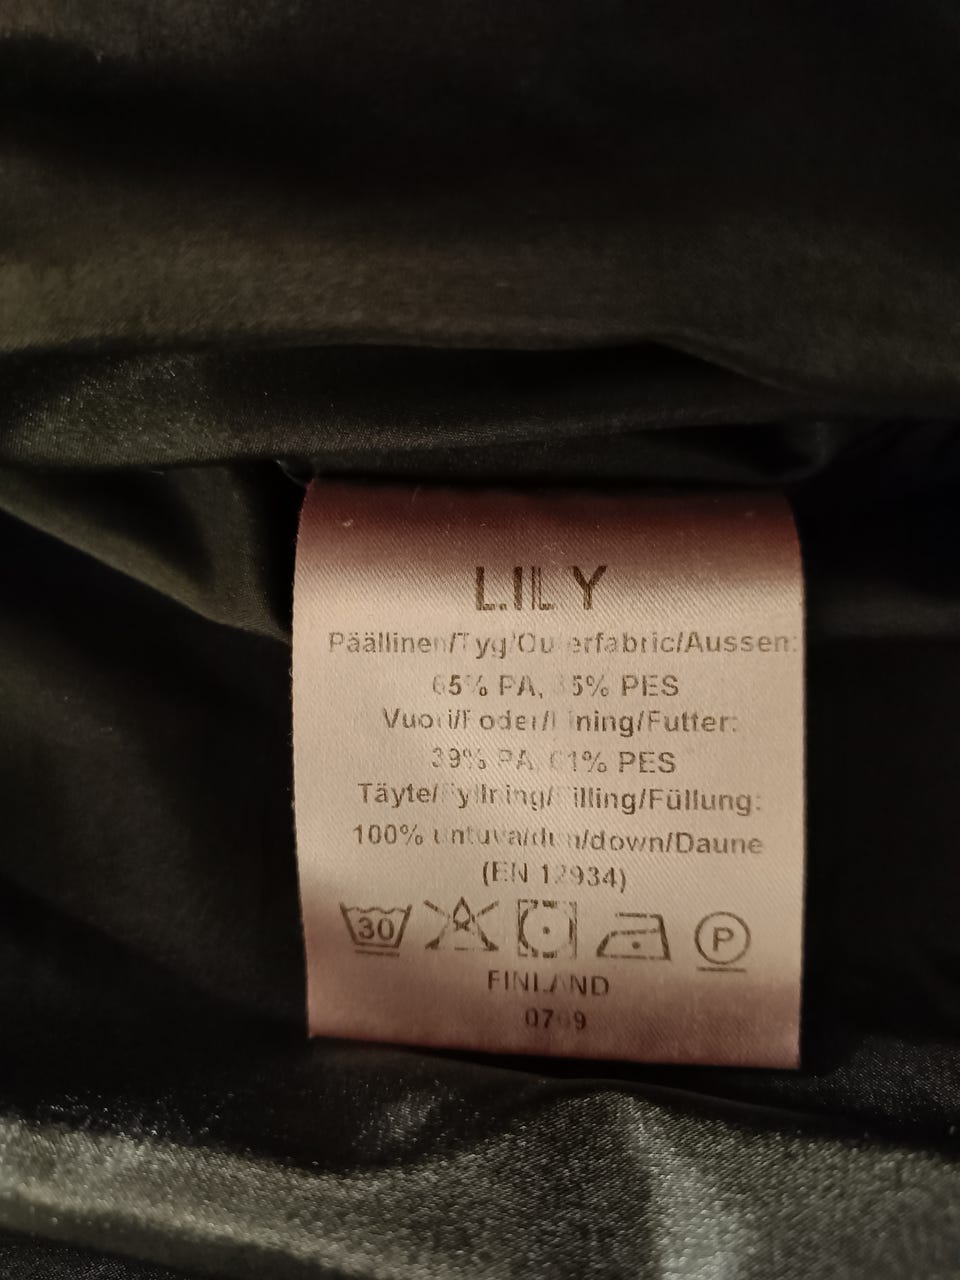 LILY
Päällinen/Tyg/Outerfabric/Aussen:
65% PA, 35% PES
Vuori/Foder/Lining/Futter:
39% PA, 61% PES
Täyte/Fyllning/Filling/Füllung:
100% untuva/dun/down/Daune
(EN 12934)
30 P
FINLAND